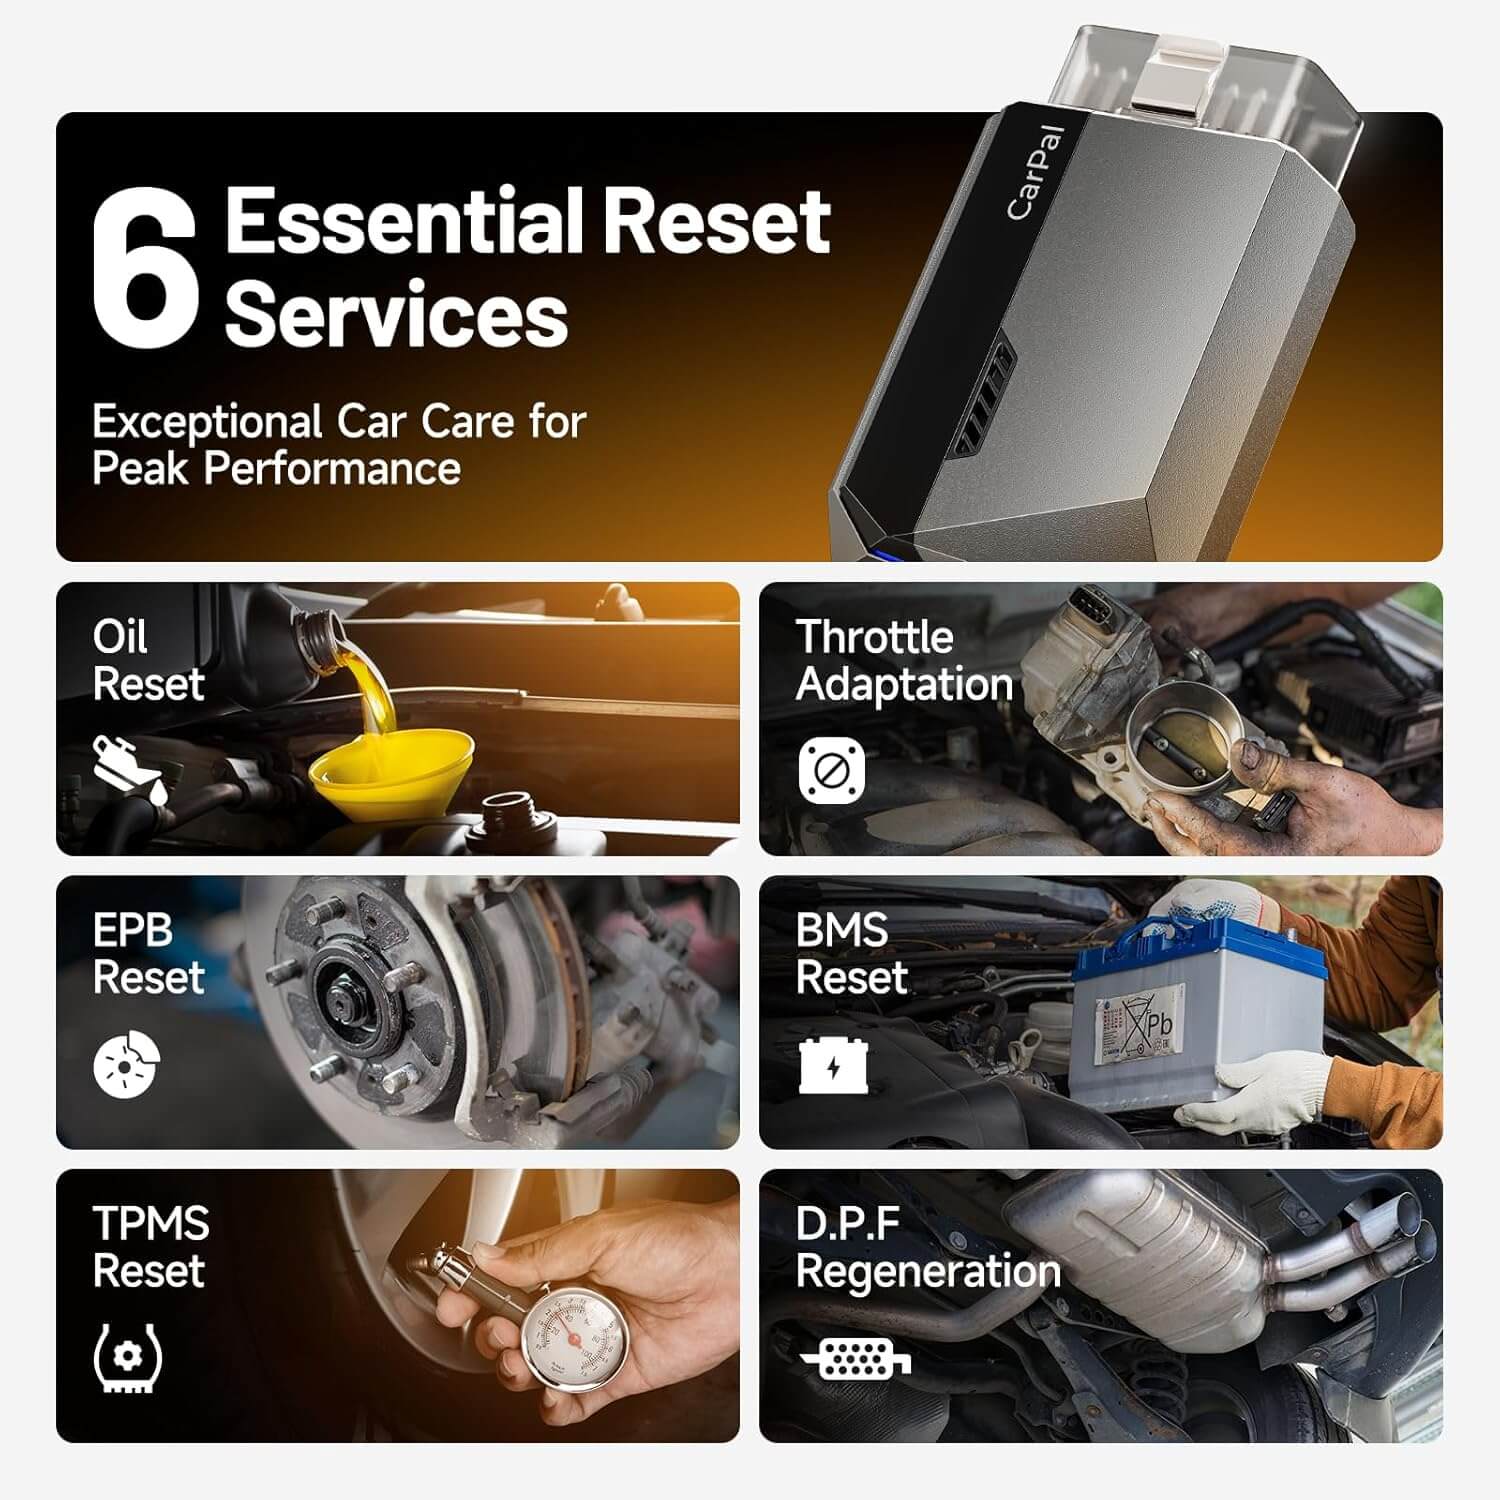 CarPal
6 Essential Reset
Services
Exceptional Car Care for
Peak Performance
Oil
Reset
Throttle
Adaptation
EPB
Reset
BMS
Reset
Pb
TPMS
Reset
D.P.F
Regeneration